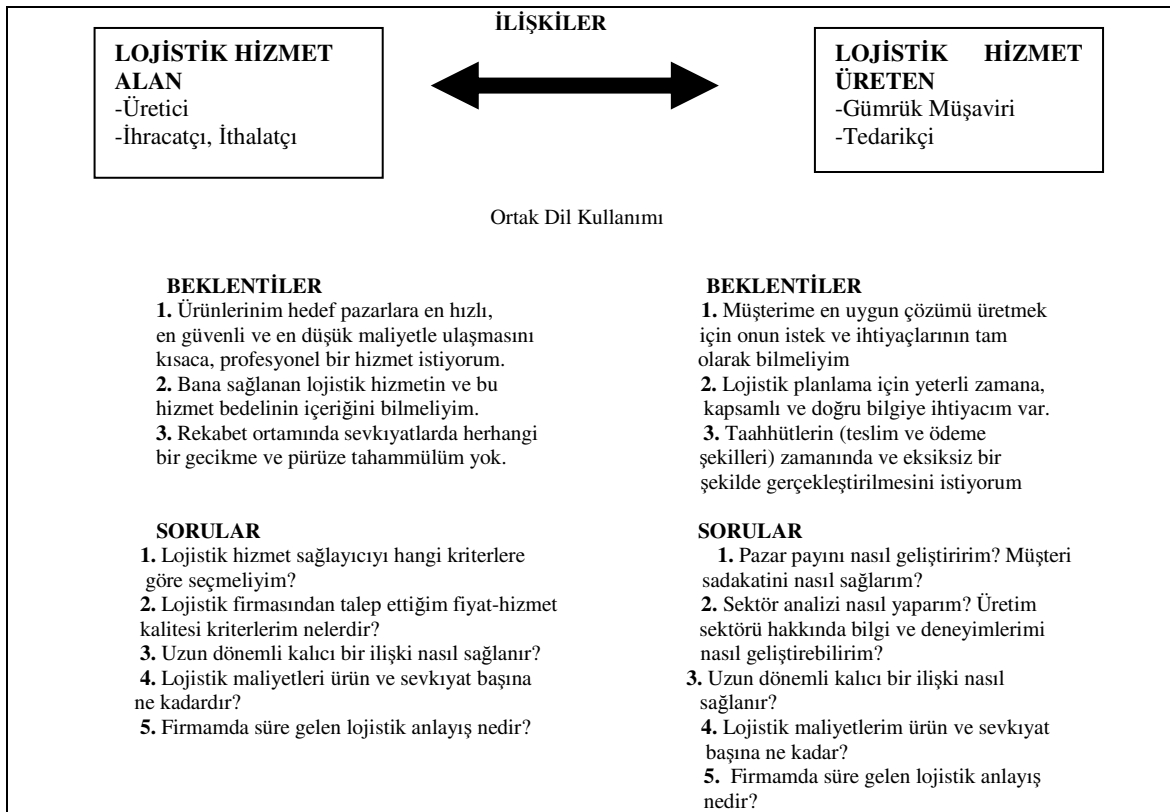 İLİŞKİLER
LOJİSTİK HİZMET
ALAN
-Üretici
-İhracatçı, İthalatçı
LOJİSTİK HİZMET
ÜRETEN
-Gümrük Müşaviri
-Tedarikçi
Ortak Dil Kullanımı
BEKLENTİLER
1. Ürünlerinim hedef pazarlara en hızlı,
en güvenli ve en düşük maliyetle ulaşmasını
kısaca, profesyonel bir hizmet istiyorum.
2. Bana sağlanan lojistik hizmetin ve bu
hizmet bedelinin içeriğini bilmeliyim.
3. Rekabet ortamında sevkıyatlarda herhangi
bir gecikme ve pürüze tahammülüm yok.
SORULAR
1. Lojistik hizmet sağlayıcıyı hangi kriterlere
göre seçmeliyim?
2. Lojistik firmasından talep ettiğim fiyat-hizmet
kalitesi kriterlerim nelerdir?
3. Uzun dönemli kalıcı bir ilişki nasıl sağlanır?
4. Lojistik maliyetleri ürün ve sevkıyat başına
ne kadardır?
5. Firmamda süre gelen lojistik anlayış nedir?
BEKLENTİLER
1. Müşterime en uygun çözümü üretmek
için onun istek ve ihtiyaçlarının tam
olarak bilmeliyim
2. Lojistik planlama için yeterli zamana,
kapsamlı ve doğru bilgiye ihtiyacım var.
3. Taahhütlerin (teslim ve ödeme
şekilleri) zamanında ve eksiksiz bir
şekilde gerçekleştirilmesini istiyorum
SORULAR
1. Pazar payını nasıl geliştiririm? Müşteri
sadakatini nasıl sağlarım?
2. Sektör analizi nasıl yaparım? Üretim
sektörü hakkında bilgi ve deneyimlerimi
nasıl geliştirebilirim?
3. Uzun dönemli kalıcı bir ilişki nasıl
sağlanır?
4. Lojistik maliyetlerim ürün ve sevkıyat
başına ne kadar?
5. Firmamda süre gelen lojistik anlayış
nedir?